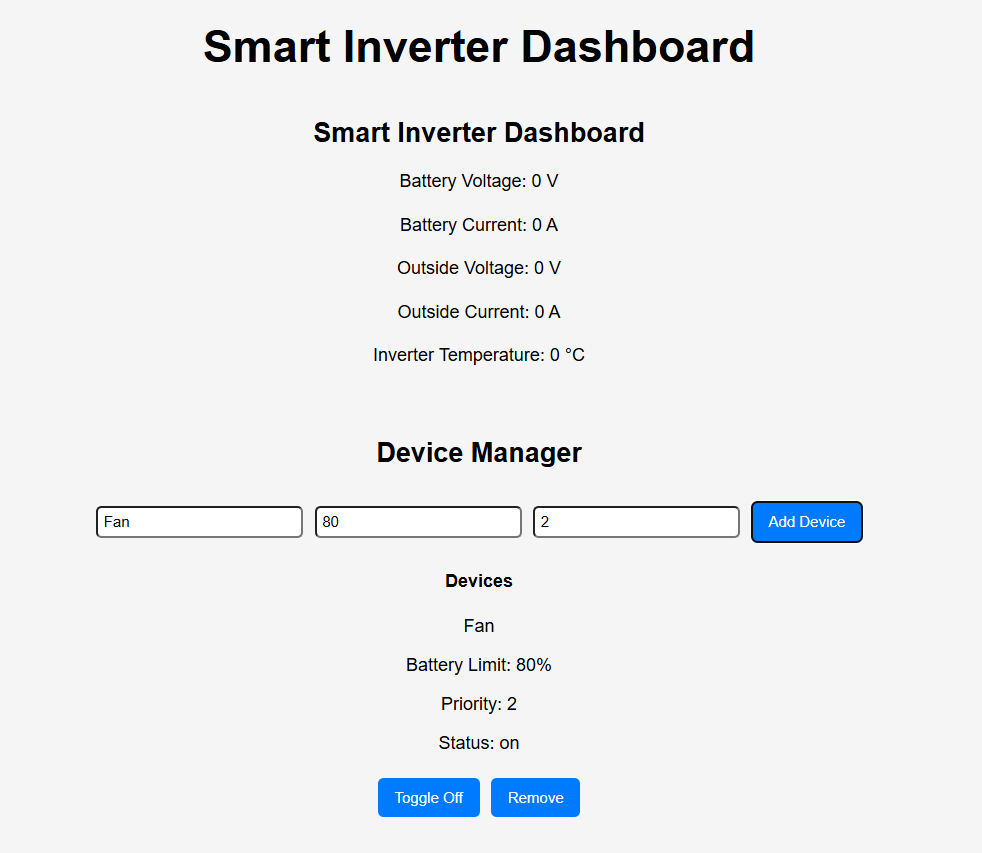 Smart Inverter Dashboard
Smart Inverter Dashboard
Battery Voltage: 0 V
Battery Current: 0 A
Outside Voltage: 0 V
Outside Current: 0 A
Inverter Temperature: 0 °C
Device Manager
Fan 80 2 Add Device
Devices
Fan
Battery Limit: 80%
Priority: 2
Status: on
Toggle Off Remove